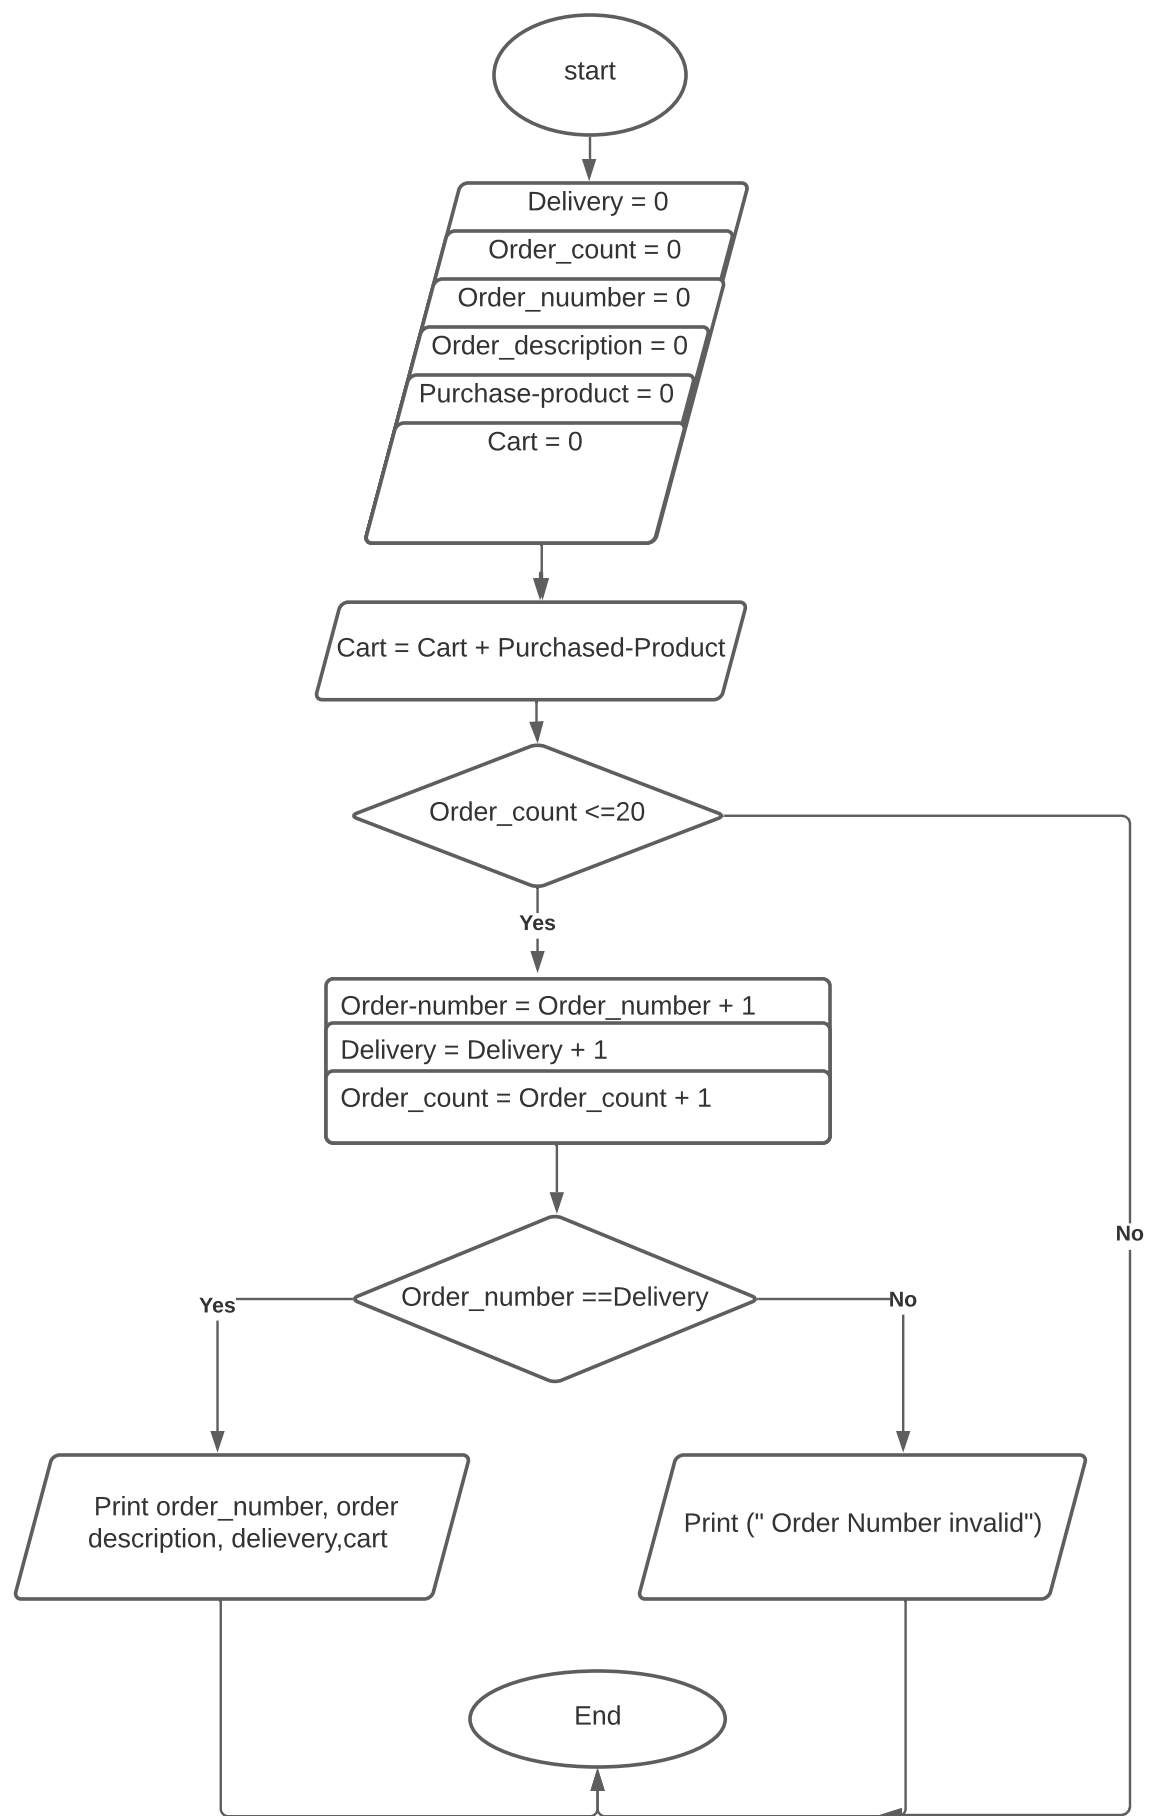 start
Delivery = 0
Order_count = 0
Order_nuumber = 0
Order_description = 0
Purchase-product = 0
Cart = 0
Cart = Cart + Purchased-Product
Order_count <=20
Yes
Order-number = Order_number + 1
Delivery = Delivery + 1
Order_count = Order_count + 1
No
Order_number ==Delivery
Yes
No
Print order_number, order
description, delievery,cart
Print (" Order Number invalid")
End